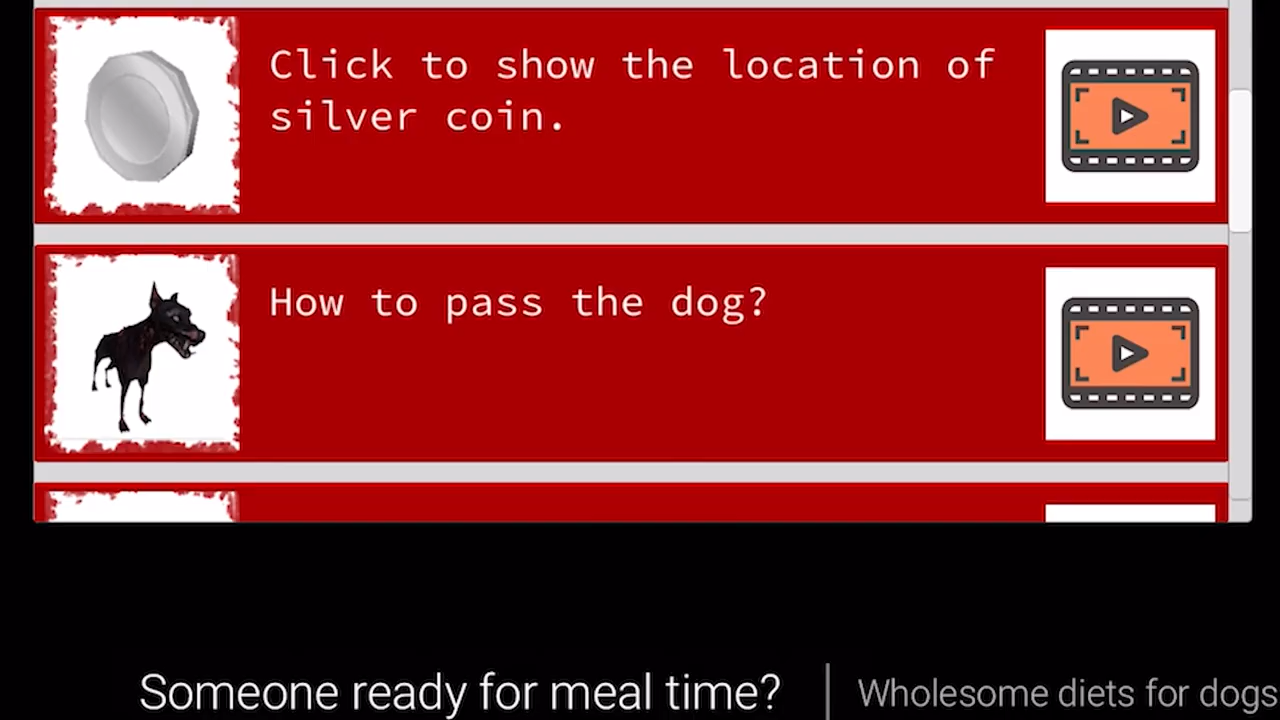 Click to show the location of
silver coin.
How to pass the dog?
Someone ready for meal time?
Wholesome diets for dogs